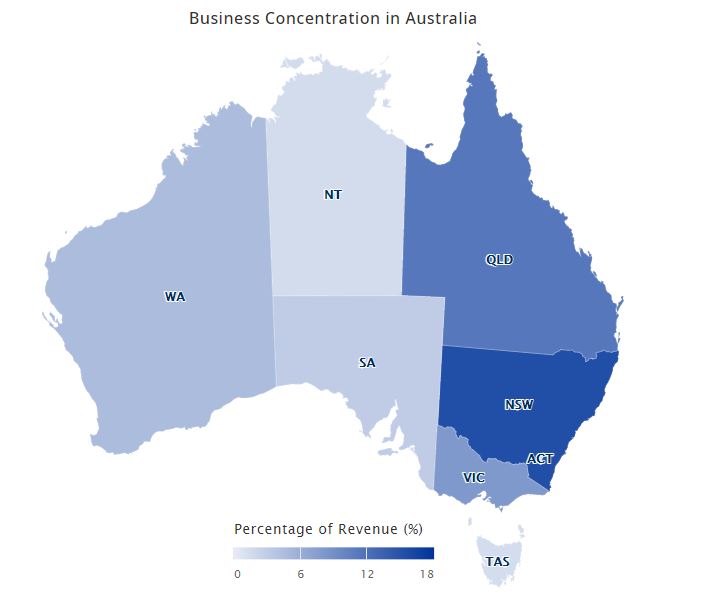 Business Concentration in Australia
NT
QLD
WA
SA
NSW
ACT
VIC
Percentage of Revenue (%)
0 6 12 18
TAS